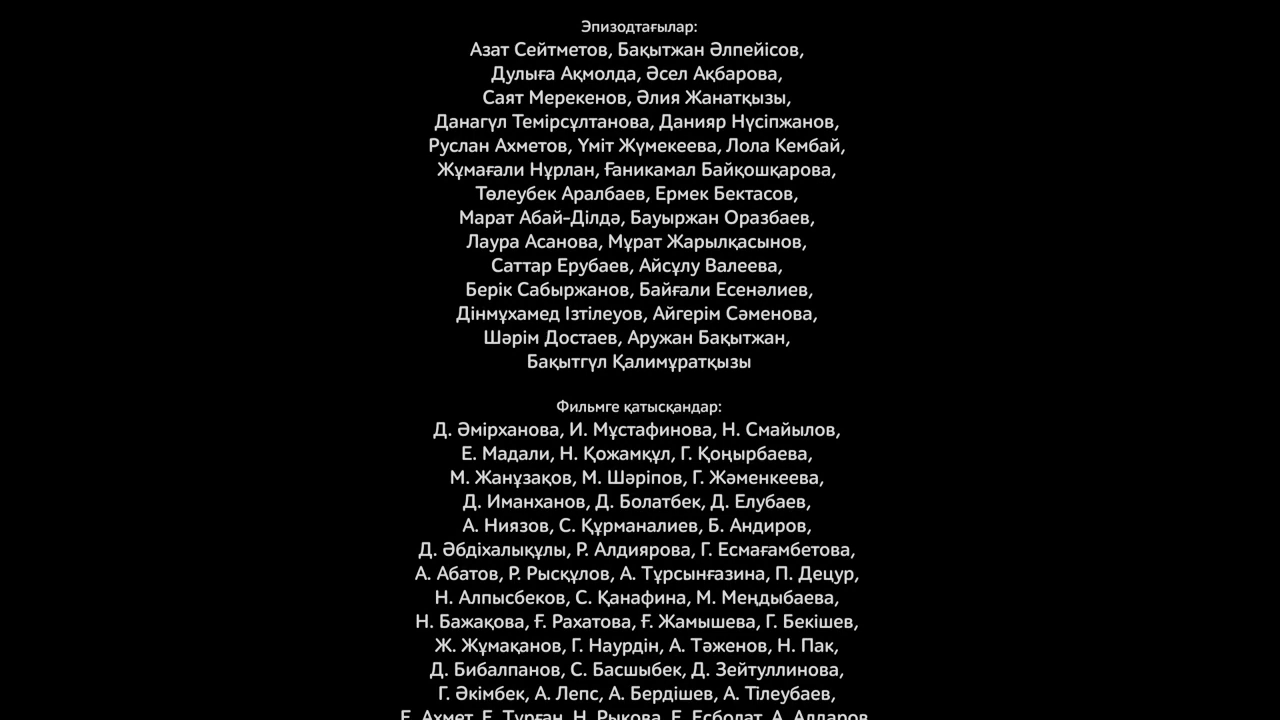 Эпизодтағылар:
Азат Сейтметов, Бақытжан Әлпейісов,
Дулыға Ақмолда, Әсел Ақбарова,
Саят Мерекенов, Әлия Жанатқызы,
Данагүл Темірсұлтанова, Данияр Нүсіпжанов,
Руслан Ахметов, Үміт Жүмекеева, Лола Кембай,
Жұмағали Нұрлан, Ғаникамал Байқошқарова,
Төлеубек Аралбаев, Ермек Бектасов,
Марат Абай-Ділдә, Бауыржан Оразбаев,
Лаура Асанова, Мұрат Жарылқасынов,
Саттар Ерубаев, Айсұлу Валеева,
Берік Сабыржанов, Байғали Есенәлиев,
Дінмұхамед Ізтілеуов, Айгерім Сәменова,
Шәрім Достаев, Аружан Бақытжан,
Бақытгүл Қалимұратқызы
Фильмге қатысқандар:
Д. Әмірханова, И. Мұстафинова, Н. Смайылов,
Е. Мадали, Н. Қожамқұл, Г. Қоңырбаева,
М. Жанұзақов, М. Шәріпов, Г. Жәменкеева,
Д. Иманханов, Д. Болатбек, Д. Елубаев,
А. Ниязов, С. Құрманалиев, Б. Андиров,
Д. Әбдіхалықұлы, Р. Алдиярова, Г. Есмағамбетова,
А. Абатов, Р. Рысқұлов, А. Тұрсынғазина, П. Децур,
Н. Алпысбеков, С. Қанафина, М. Меңдыбаева,
Н. Бажақова, Ғ. Рахатова, Ғ. Жамышева, Г. Бекішев,
Ж. Жұмақанов, Г. Наурдін, А. Тәженов, Н. Пак,
Д. Бибалпанов, С. Басшыбек, Д. Зейтуллинова,
Г. Әкімбек, А. Лепс, А. Бердішев, А. Тілеубаев,
Е. Ахмет, Е. Тұрған, Н. Рыкова, Е. Есболат, А. Алдаров